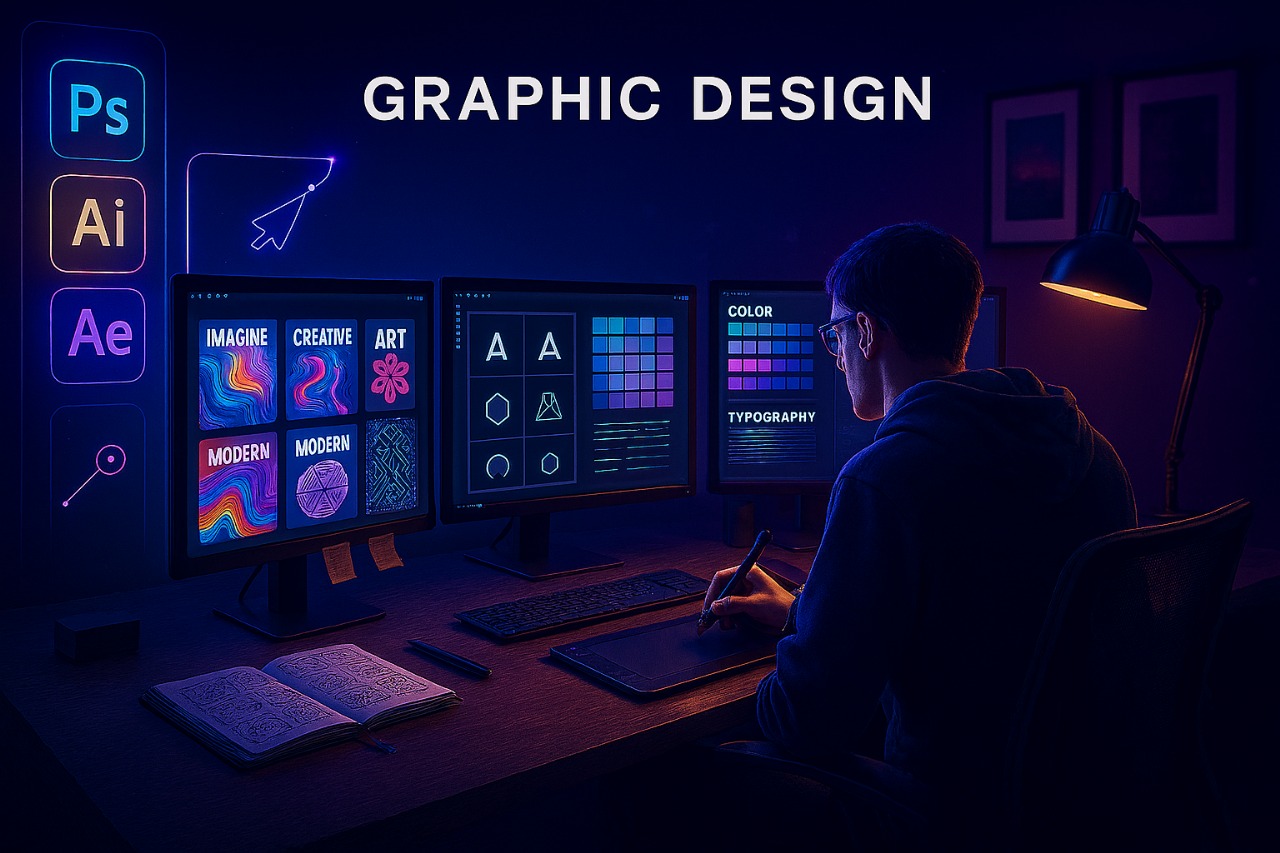 GRAPHIC DESIGN
Ps
Ai
Ae
IMAGINE
CREATIVE
ART
MODERN
MODERN
A A
COLOR
TYPOGRAPHY